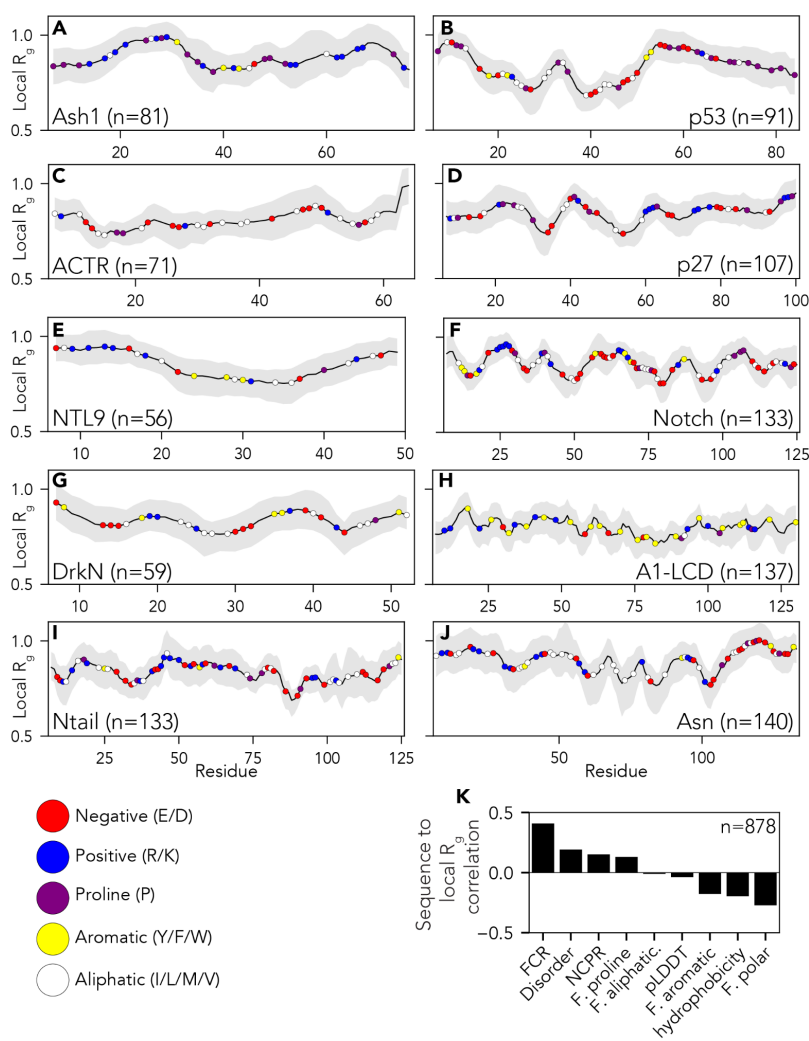 A
B
Local Rg
1.0
0.5
Ash1 (n=81)
p53 (n=91)
20 40 60
20 40 60 80
C
D
Local Rg
1.0
0.5
ACTR (n=71)
p27 (n=107)
20 40 60
20 40 60 80 100
E
F
Local Rg
1.0
0.5
NTL9 (n=56)
Notch (n=133)
10 20 30 40 50
25 50 75 100 125
G
H
Local Rg
1.0
0.5
DrkN (n=59)
A1-LCD (n=137)
10 20 30 40 50
25 50 75 100 125
I
J
Local Rg
1.0
0.5
Ntail (n=133)
Asn (n=140)
25 50 75 100 125
50 100
Residue
Residue
Negative (E/D)
Positive (R/K)
Proline (P)
Aromatic (Y/F/W)
Aliphatic (I/L/M/V)
K
Sequence to
local Rg
correlation
0.5
0.0
−0.5
n=878
FCR
Disorder
NCPR
F. proline
F. aliphatic.
pLDDT
F. aromatic
hydrophobicity
F. polar